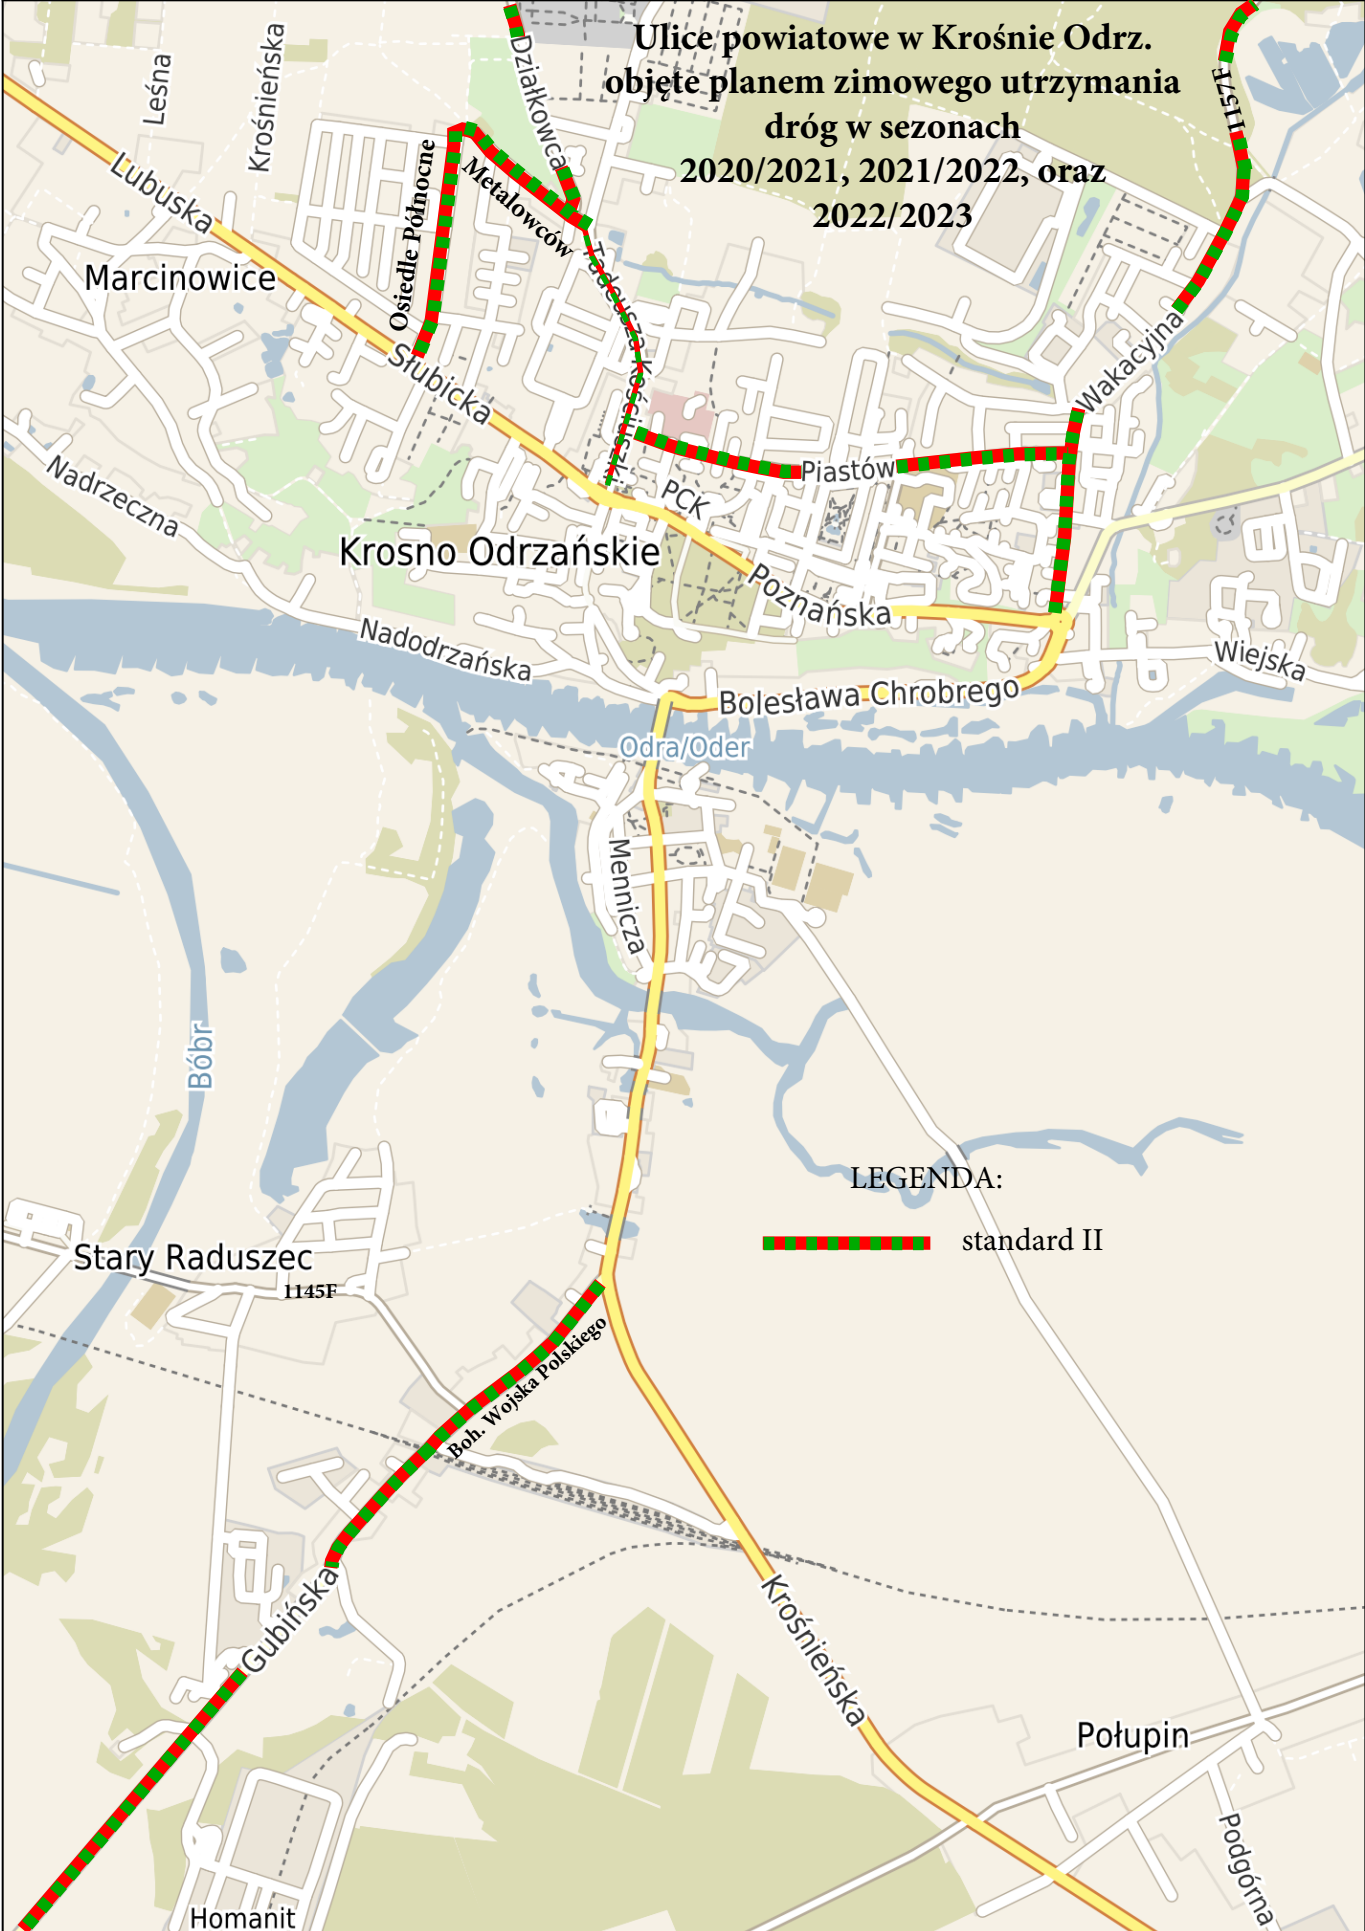 Ulice powiatowe w Krośnie Odrz.
objęte planem zimowego utrzymania
dróg w sezonach
2020/2021, 2021/2022, oraz
2022/2023
Działkowca
Leśna
Krośnieńska
1157F
Lubuska
Osiedle Północne
Metalowców
Marcinowice
Tadeusza Kościuszki
Wakacyjna
Słubicka
Nadrzeczna
Piastów
PCK
Krosno Odrzańskie
Poznańska
Nadodrzańska
Wiejska
Bolesława Chrobrego
Odra/Oder
Mennicza
Bóbr
LEGENDA:
standard II
Stary Raduszec
1145F
Boh. Wojska Polskiego
Gubińska
Krośnieńska
Połupin
Podgórna
Homanit